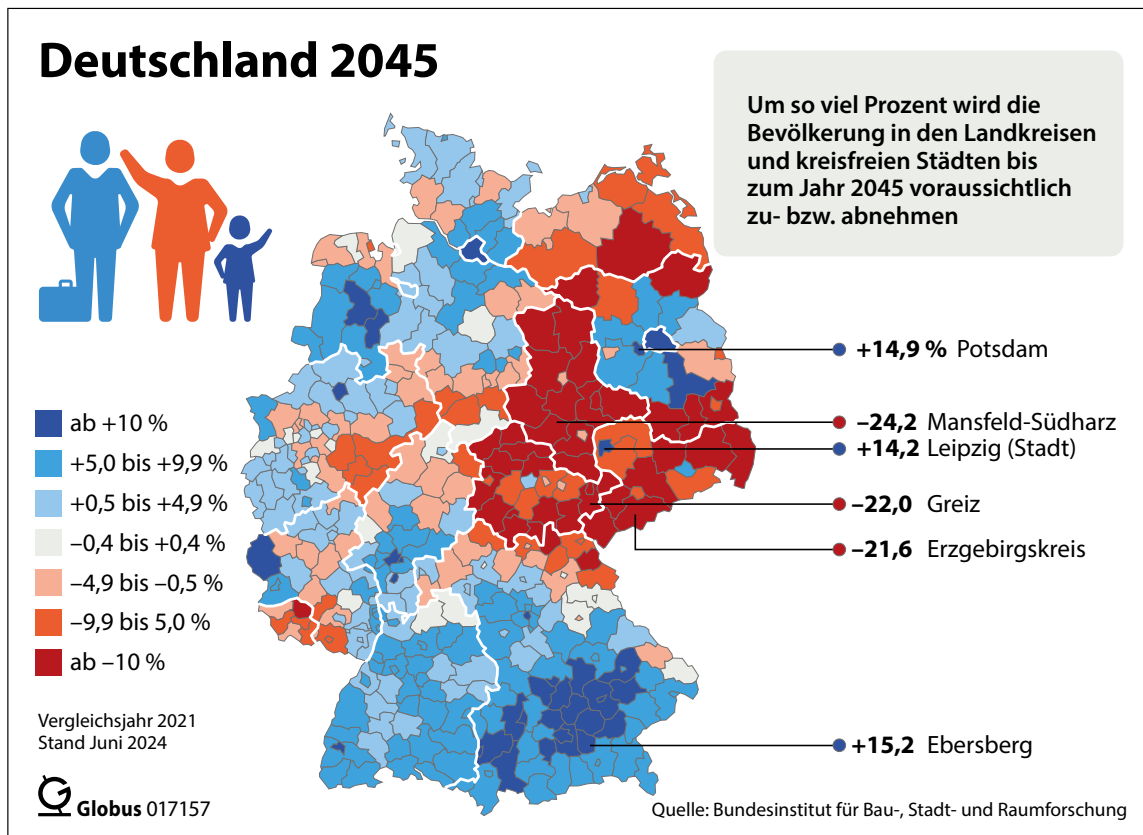 Deutschland 2045
Um so viel Prozent wird die
Bevölkerung in den Landkreisen
und kreisfreien Städten bis
zum Jahr 2045 voraussichtlich
zu- bzw. abnehmen
+14,9 % Potsdam
–24,2 Mansfeld-Südharz
+14,2 Leipzig (Stadt)
–22,0 Greiz
–21,6 Erzgebirgskreis
+15,2 Ebersberg
ab +10 %
+5,0 bis +9,9 %
+0,5 bis +4,9 %
–0,4 bis +0,4 %
–4,9 bis –0,5 %
–9,9 bis 5,0 %
ab –10 %
Vergleichsjahr 2021
Stand Juni 2024
Globus 017157
Quelle: Bundesinstitut für Bau-, Stadt- und Raumforschung